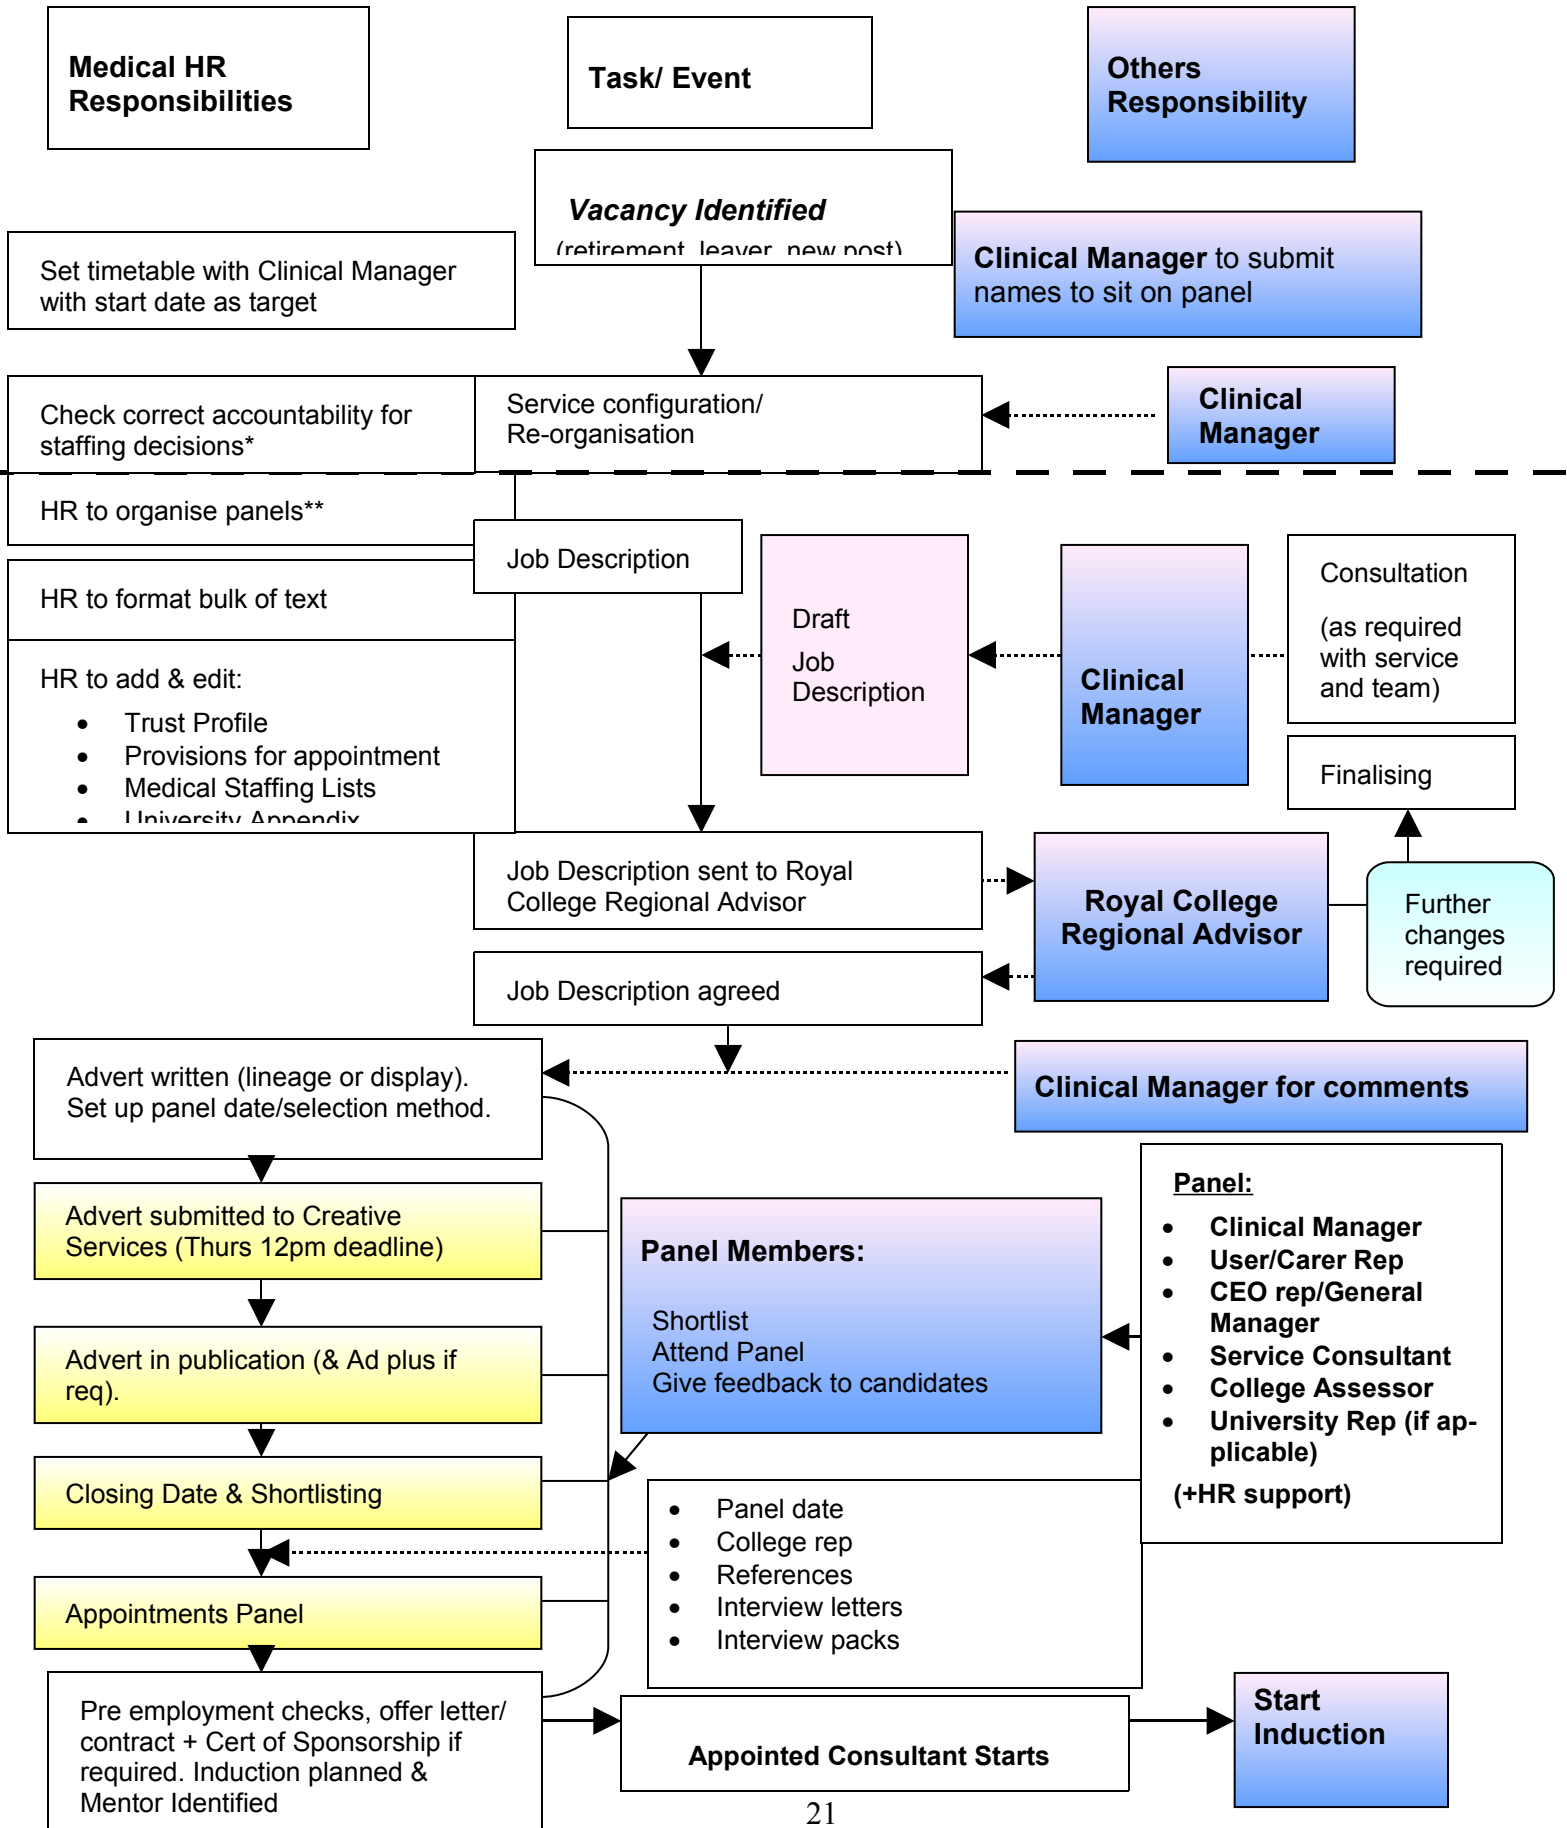 Medical HR
Responsibilities
Task/ Event
Others
Responsibility
Vacancy Identified
(retirement, leaver, new post)
Set timetable with Clinical Manager
with start date as target
Clinical Manager to submit
names to sit on panel
Check correct accountability for
staffing decisions*
Service configuration/
Re-organisation
Clinical
Manager
HR to organise panels**
Job Description
HR to format bulk of text
Draft
Job
Description
Clinical
Manager
Consultation
(as required
with service
and team)
HR to add & edit:
• Trust Profile
• Provisions for appointment
• Medical Staffing Lists
• University Appendix
Finalising
Job Description sent to Royal
College Regional Advisor
Royal College
Regional Advisor
Further
changes
required
Job Description agreed
Advert written (lineage or display).
Set up panel date/selection method.
Clinical Manager for comments
Advert submitted to Creative
Services (Thurs 12pm deadline)
Panel Members:
Shortlist
Attend Panel
Give feedback to candidates
Panel:
• Clinical Manager
• User/Carer Rep
• CEO rep/General
Manager
• Service Consultant
• College Assessor
• University Rep (if ap-
plicable)
(+HR support)
Advert in publication (& Ad plus if
req).
Closing Date & Shortlisting
• Panel date
• College rep
• References
• Interview letters
• Interview packs
Appointments Panel
Pre employment checks, offer letter/
contract + Cert of Sponsorship if
required. Induction planned &
Mentor Identified
Appointed Consultant Starts
Start
Induction
21